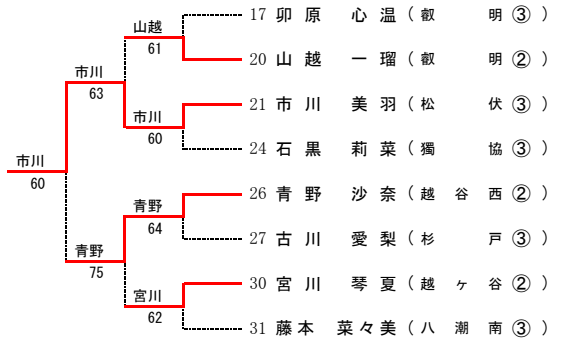 17 卯原 心温 (叡明③)
山越
61
20 山越 一瑠 (叡明②)
市川
63
21 市川 美羽 (松伏③)
市川
60
24 石黒 莉菜 (獨協③)
市川
60
26 青野 沙奈 (越谷西②)
青野
64
27 古川 愛梨 (杉戸③)
青野
75
30 宮川 琴夏 (越ヶ谷②)
宮川
62
31 藤本 菜々美 (八潮南③)